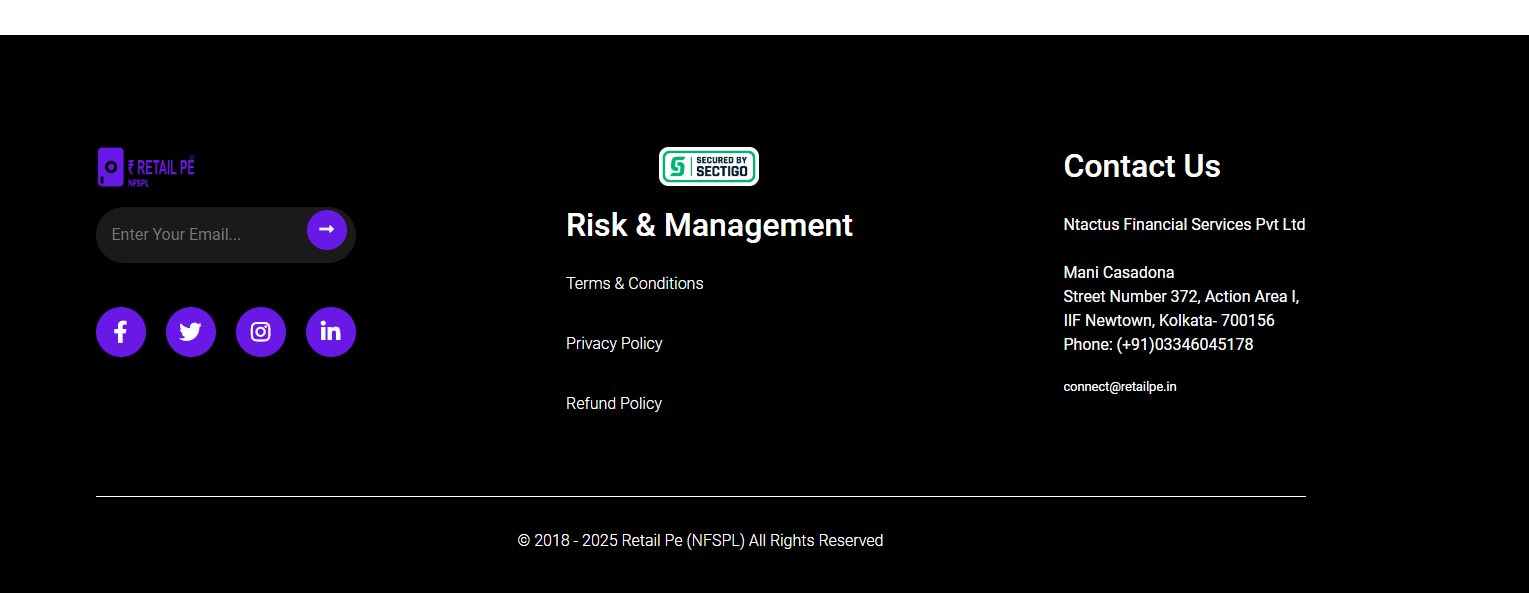 ₹ RETAIL PE
NFSPL
Enter Your Email...
SECURED BY
SECTIGO
Risk & Management
Terms & Conditions
Privacy Policy
Refund Policy
Contact Us
Ntactus Financial Services Pvt Ltd
Mani Casadona
Street Number 372, Action Area I,
IIF Newtown, Kolkata- 700156
Phone: (+91)03346045178
connect@retailpe.in
© 2018 - 2025 Retail Pe (NFSPL) All Rights Reserved